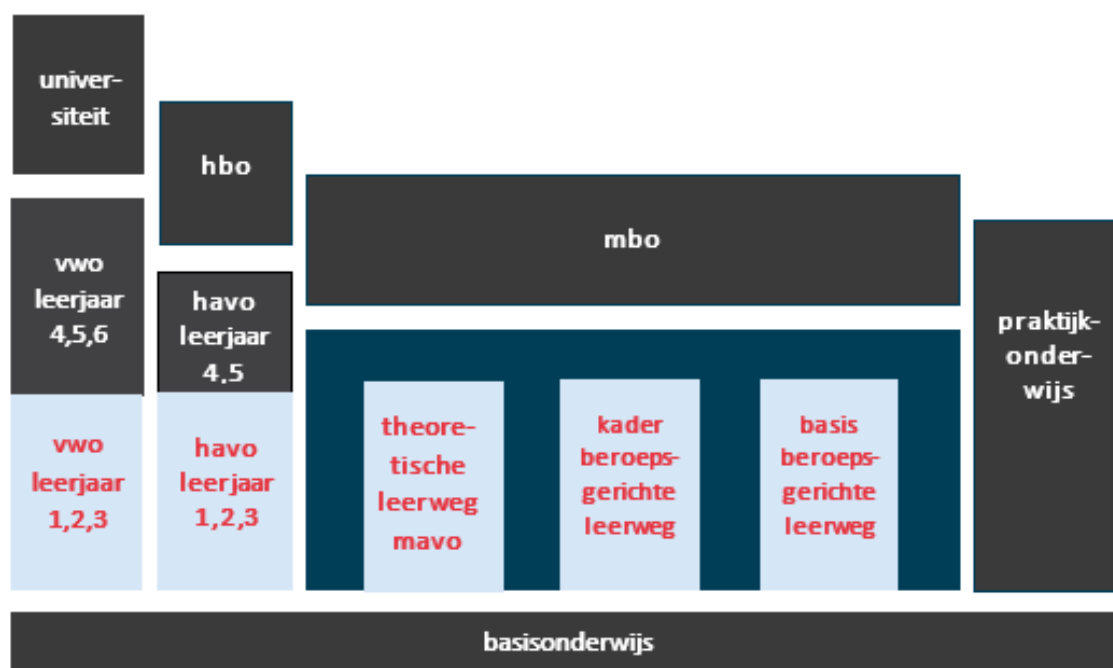 univer-
siteit
hbo
mbo
vwo
leerjaar
4,5,6
havo
leerjaar
4,5
praktijk-
onder-
wijs
vwo
leerjaar
1,2,3
havo
leerjaar
1,2,3
theore-
tische
leerweg
mavo
kader
beroeps-
gerichte
leerweg
basis
beroeps-
gerichte
leerweg
basisonderwijs